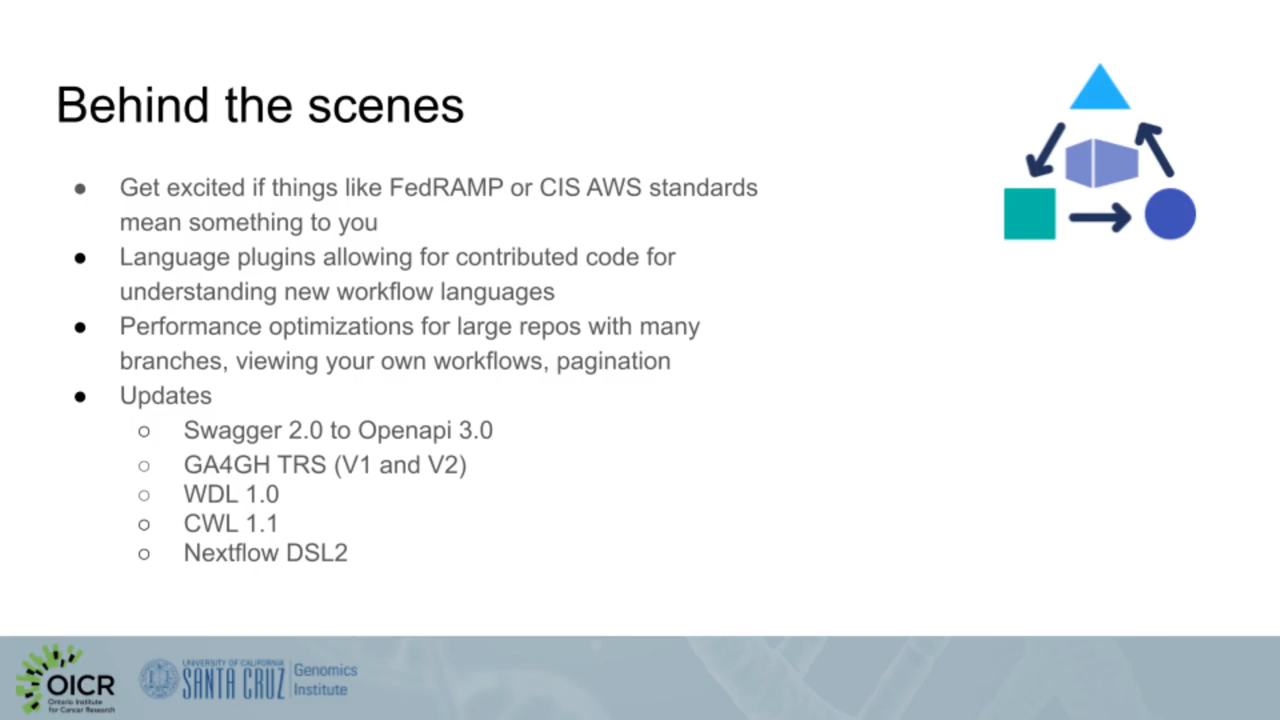 Behind the scenes
● Get excited if things like FedRAMP or CIS AWS standards
mean something to you
● Language plugins allowing for contributed code for
understanding new workflow languages
● Performance optimizations for large repos with many
branches, viewing your own workflows, pagination
● Updates
○ Swagger 2.0 to Openapi 3.0
○ GA4GH TRS (V1 and V2)
○ WDL 1.0
○ CWL 1.1
○ Nextflow DSL2
OICR
Ontario Institute
for Cancer Research
UNIVERSITY OF CALIFORNIA
SANTA CRUZ
Genomics
Institute